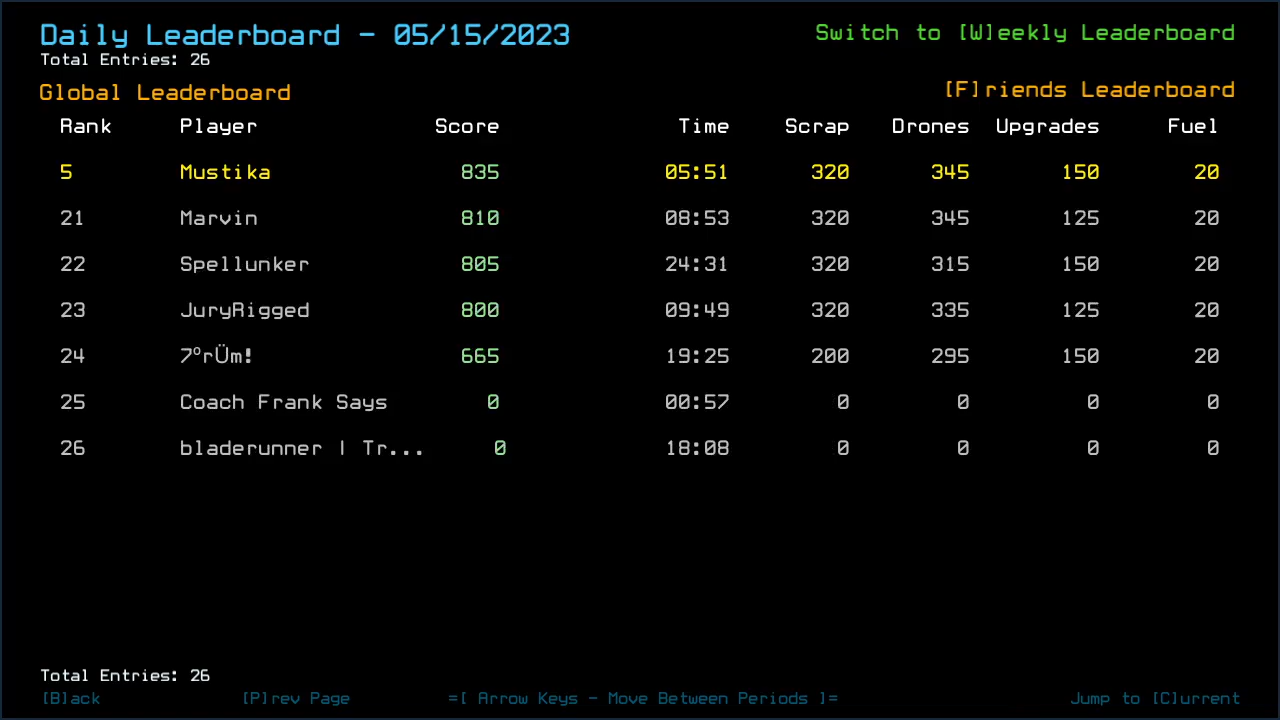 Daily Leaderboard - 05/15/2023 Switch to [W]eekly Leaderboard
Total Entries: 26
Global Leaderboard [F]riends Leaderboard
Rank Player Score Time Scrap Drones Upgrades Fuel
5 Mustika 835 05:51 320 345 150 20
21 Marvin 810 08:53 320 345 125 20
22 Spellunker 805 24:31 320 315 150 20
23 JuryRigged 800 09:49 320 335 125 20
24 7ºrÜm! 665 19:25 200 295 150 20
25 Coach Frank Says 0 00:57 0 0 0 0
26 bladerunner | Tr... 0 18:08 0 0 0 0
Total Entries: 26
[B]ack [P]rev Page =[ Arrow Keys - Move Between Periods ]= Jump to [C]urrent